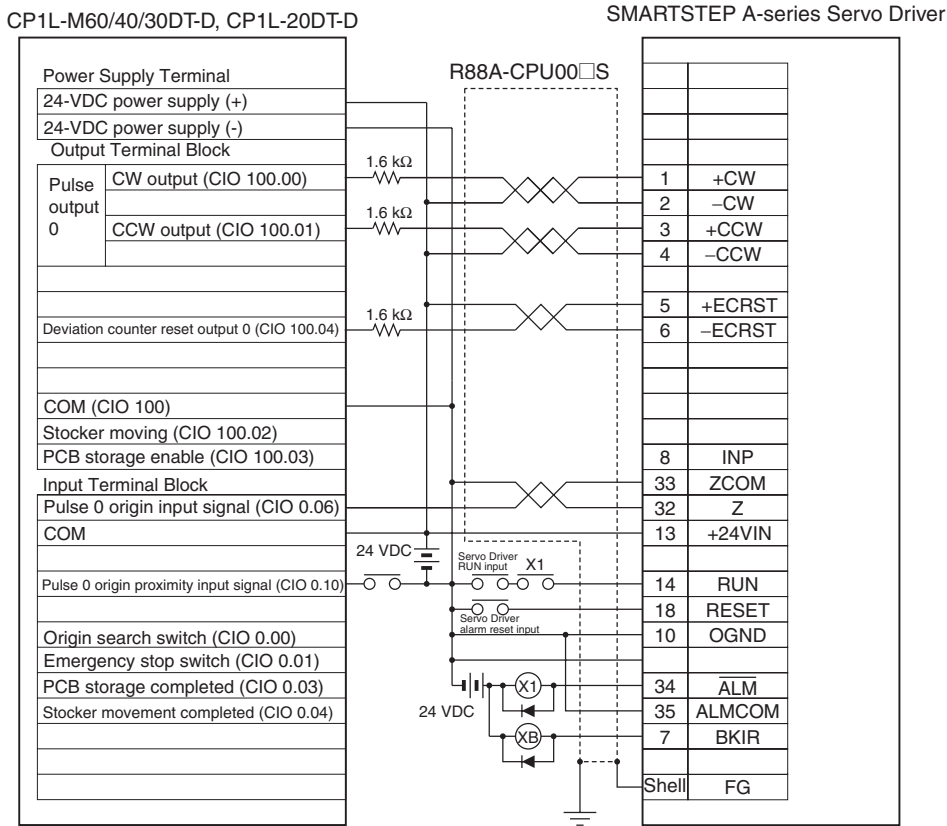 CP1L-M60/40/30DT-D, CP1L-20DT-D
SMARTSTEP A-series Servo Driver
R88A-CPU00□S
Power Supply Terminal
24-VDC power supply (+)
24-VDC power supply (-)
Output Terminal Block
Pulse output 0
CW output (CIO 100.00)
1.6 kΩ
1 +CW
2 −CW
CCW output (CIO 100.01)
1.6 kΩ
3 +CCW
4 −CCW
5 +ECRST
Deviation counter reset output 0 (CIO 100.04)
1.6 kΩ
6 −ECRST
COM (CIO 100)
Stocker moving (CIO 100.02)
PCB storage enable (CIO 100.03)
8 INP
Input Terminal Block
33 ZCOM
Pulse 0 origin input signal (CIO 0.06)
32 Z
COM
13 +24VIN
24 VDC
Servo Driver
RUN input
X1
Pulse 0 origin proximity input signal (CIO 0.10)
14 RUN
18 RESET
Servo Driver
alarm reset input
Origin search switch (CIO 0.00)
10 OGND
Emergency stop switch (CIO 0.01)
PCB storage completed (CIO 0.03)
X1
34 ALM
Stocker movement completed (CIO 0.04)
24 VDC
35 ALMCOM
XB
7 BKIR
Shell FG